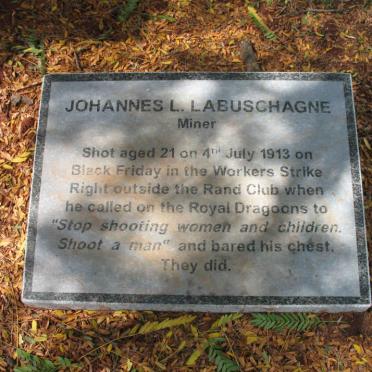 JOHANNES L. LABUSCHAGNE
Miner
Shot aged 21 on 4th July 1913 on
Black Friday in the Workers Strike
Right outside the Rand Club when
he called on the Royal Dragoons to
"Stop shooting women and children.
Shoot a man" and bared his chest.
They did.